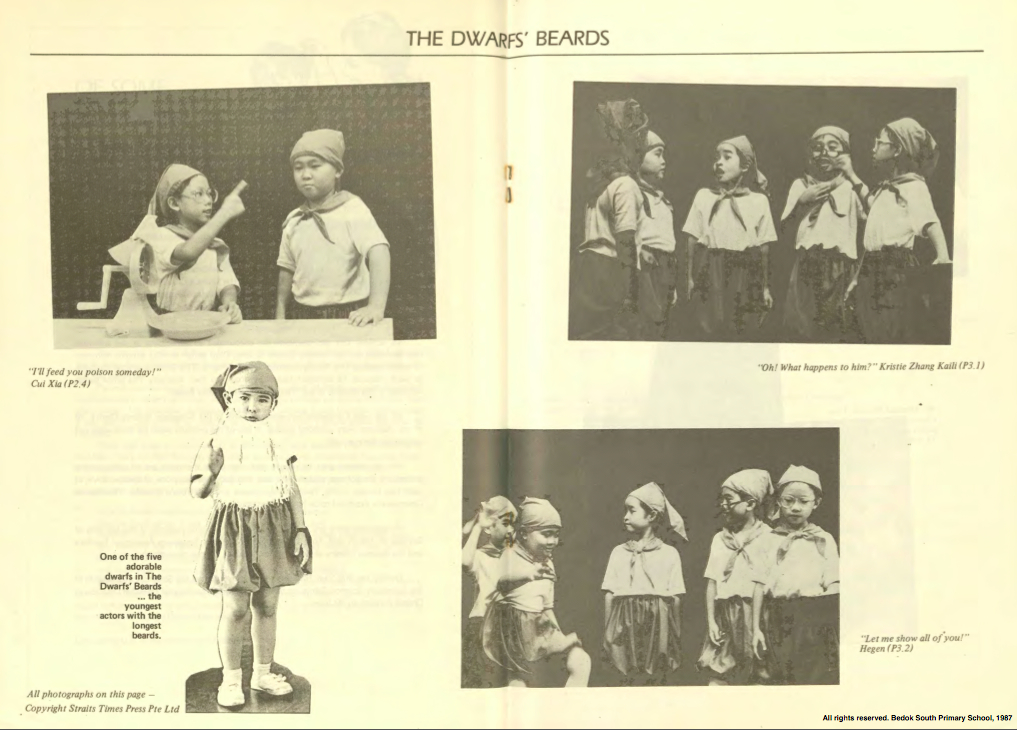 THE DWARFS' BEARDS
"I'll feed you poison someday!"
Cui Xia (P2.4)
"Oh! What happens to him?" Kristie Zhang Kaili (P3.1)
One of the five
adorable
dwarfs in The
Dwarfs' Beards
... the
youngest
actors with the
longest
beards.
"Let me show all of you!"
Hegen (P3.2)
All photographs on this page –
Copyright Straits Times Press Pte Ltd
All rights reserved. Bedok South Primary School, 1987